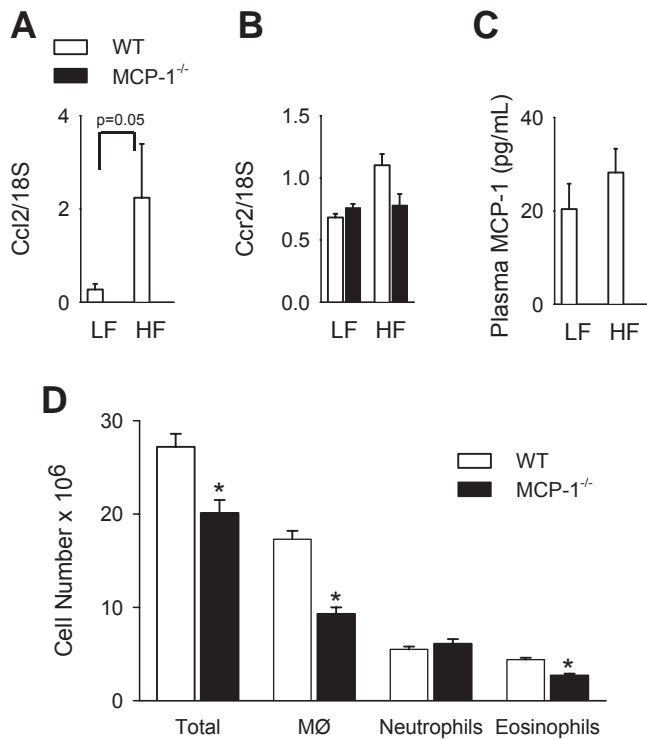 A
WT
MCP-1-/-
p=0.05
4
2
0
Ccl2/18S
LF HF
B
1.5
1.0
0.5
0.0
Ccr2/18S
LF HF
C
40
20
0
Plasma MCP-1 (pg/mL)
LF HF
D
30
20
10
0
Cell Number x 10^6
WT
MCP-1-/-
*
*
*
Total MØ Neutrophils Eosinophils